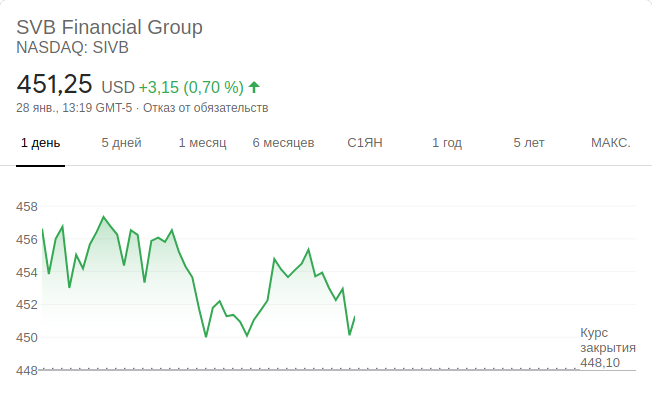 SVB Financial Group
NASDAQ: SIVB
451,25 USD +3,15 (0,70 %)
28 янв., 13:19 GMT-5 · Отказ от обязательств
1 день 5 дней 1 месяц 6 месяцев С1ЯН 1 год 5 лет МАКС.
458
456
454
452
450
Курс
закрытия
448,10
448